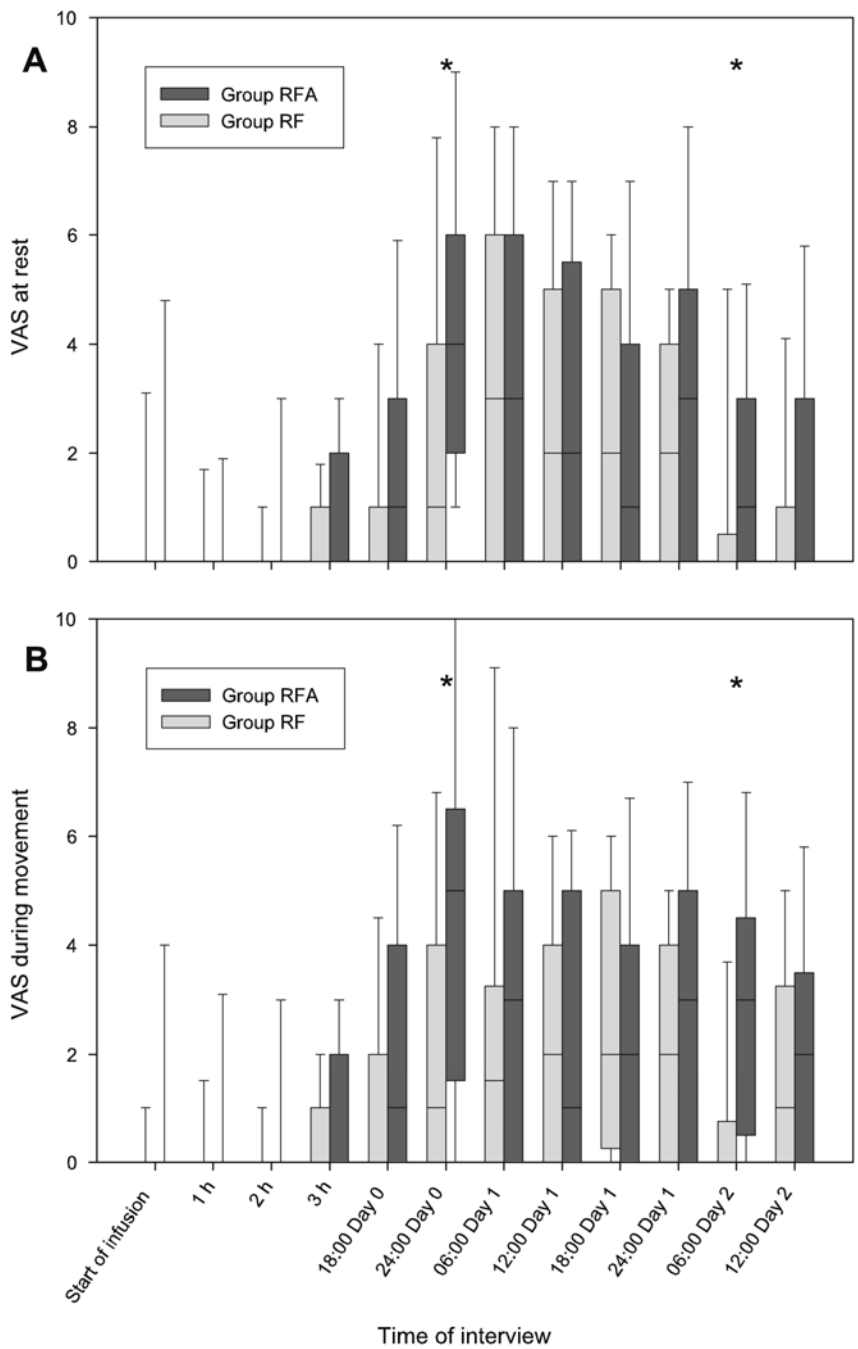 A
10
8
6
4
2
0
VAS at rest
Group RFA
Group RF
*
*
B
10
8
6
4
2
0
VAS during movement
Group RFA
Group RF
*
*
Start of infusion
1 h
2 h
3 h
18:00 Day 0
24:00 Day 0
06:00 Day 1
12:00 Day 1
18:00 Day 1
24:00 Day 1
06:00 Day 2
12:00 Day 2
Time of interview